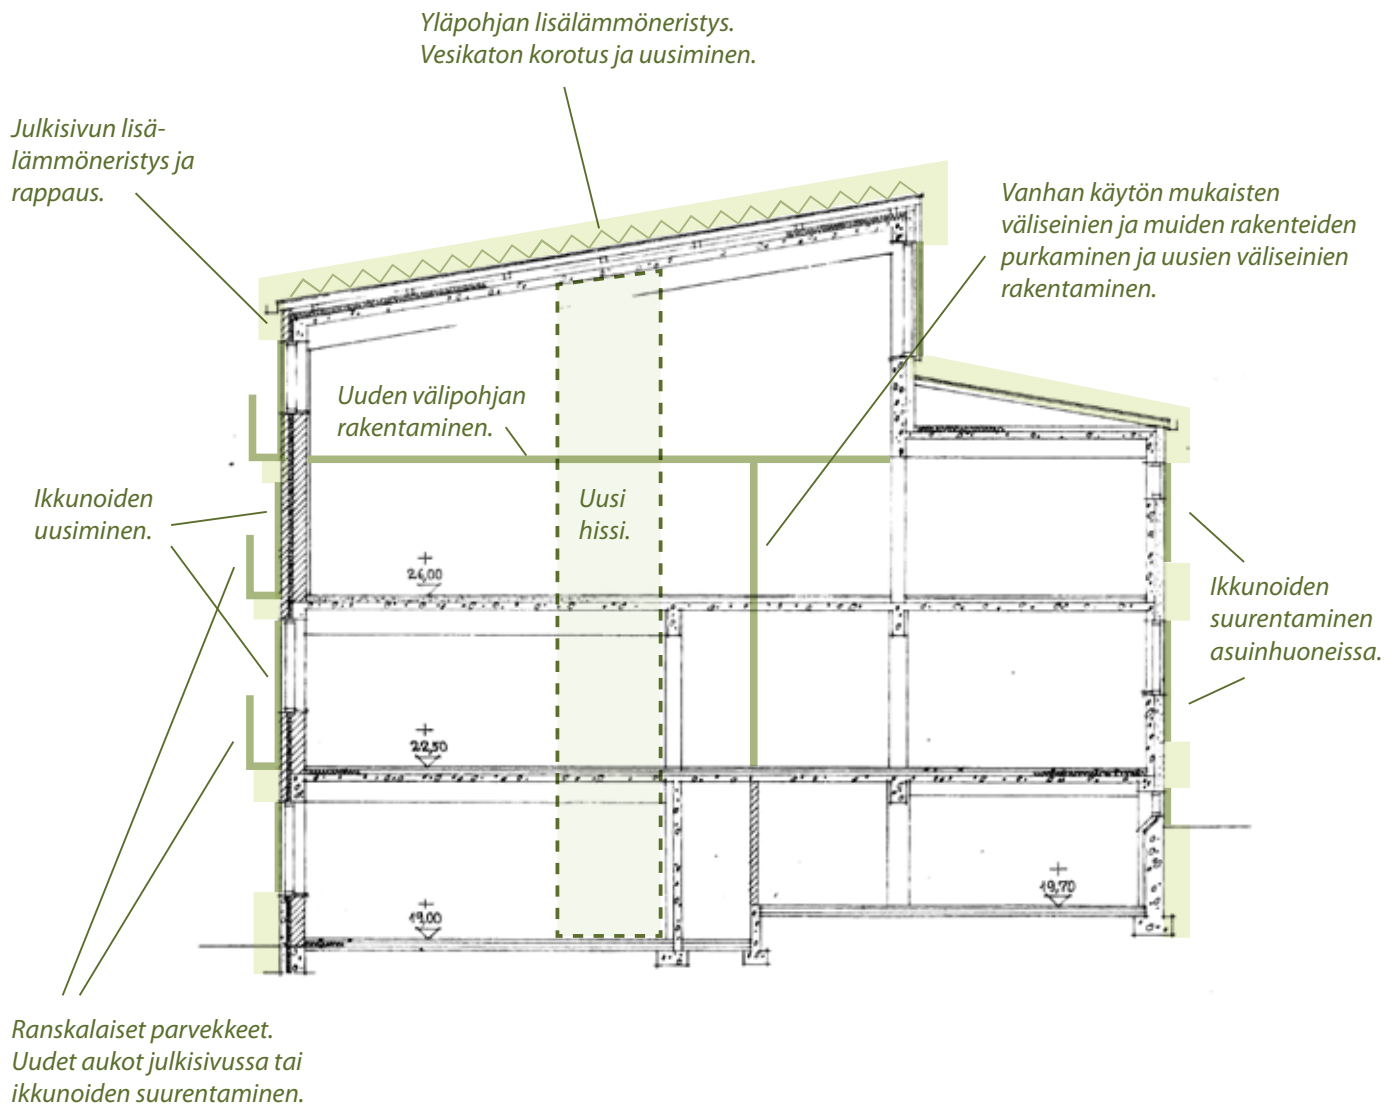 Yläpohjan lisälämmöneristys.
Vesikaton korotus ja uusiminen.
Julkisivun lisä-
lämmöneristys ja
rappaus.
Vanhan käytön mukaisten
väliseinien ja muiden rakenteiden
purkaminen ja uusien väliseinien
rakentaminen.
Uuden välipohjan
rakentaminen.
Ikkunoiden
uusiminen.
Uusi
hissi.
26,00
Ikkunoiden
suurentaminen
asuinhuoneissa.
22,50
19,70
19,00
Ranskalaiset parvekkeet.
Uudet aukot julkisivussa tai
ikkunoiden suurentaminen.